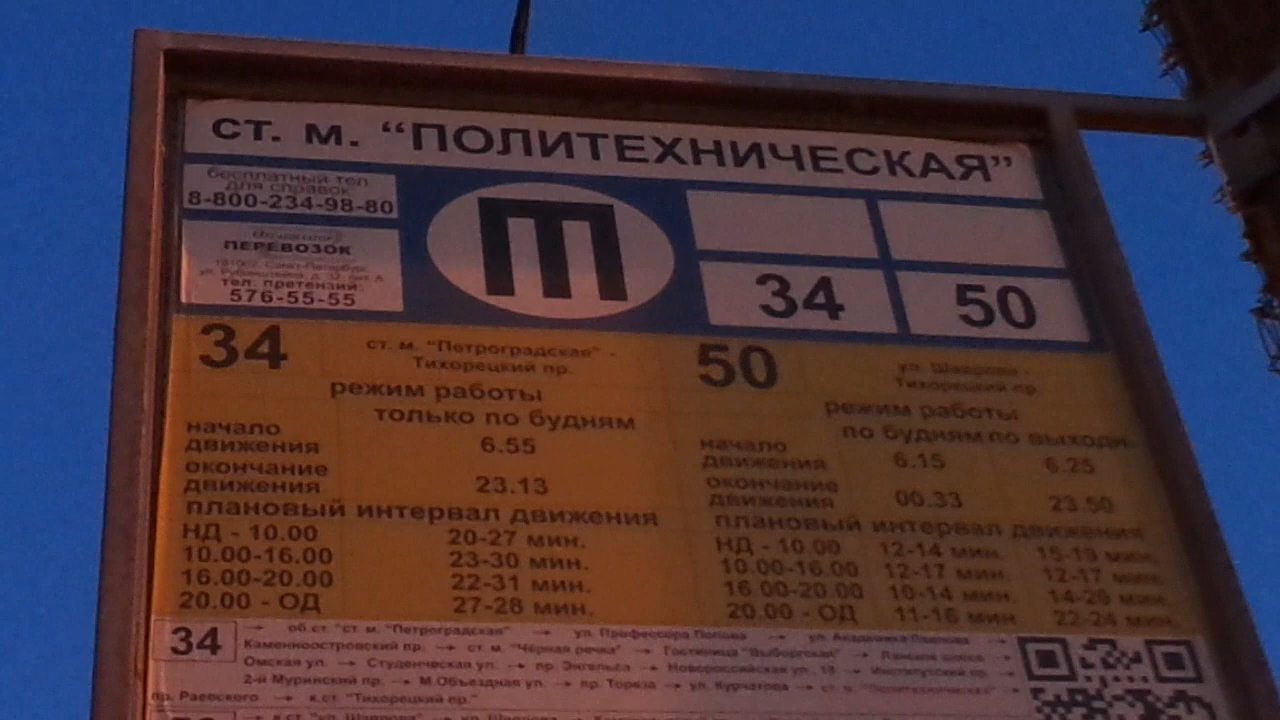 ст. м. “ПОЛИТЕХНИЧЕСКАЯ”
бесплатный тел.
для справок:
8-800-234-98-80
ПЕРЕВОЗОК
тел. претензий:
576-55-55
Т
34
50
34
ст. м. "Петроградская" -
Тихорецкий пр.
режим работы
только по будням
начало
движения
6.55
окончание
движения
23.13
плановый интервал движения
НД - 10.00 20-27 мин.
10.00-16.00 23-30 мин.
16.00-20.00 22-31 мин.
20.00 - ОД 27-28 мин.
50
ул. Шаврова -
Тихорецкий пр.
режим работы
по будням по выходн.
начало
движения
6.15 6.25
окончание
движения
00.33 23.50
плановый интервал движения
НД - 10.00 12-14 мин. 15-19 мин.
10.00-16.00 12-17 мин. 12-17 мин.
16.00-20.00 10-14 мин. 14-20 мин.
20.00 - ОД 11-16 мин. 22-24 мин.
34
→ об.ст. "ст. м. "Петроградская" → ул. Профессора Попова → ул. Академика Павлова →
Каменноостровский пр. → ст. м. "Чёрная речка" → Гостиница "Выборгская" → Ланское шоссе →
Омская ул. → Студенческая ул. → пр. Энгельса → Новороссийская ул. → Институтский пр. →
2-й Муринский пр. → М.Объездная ул. → пр. Тореза → ул. Курчатова → ст. м. "Политехническая" →
пр. Раевского → к.ст. "Тихорецкий пр."
→ к.ст. "ул. Шаврова" → ул. Шаврова →